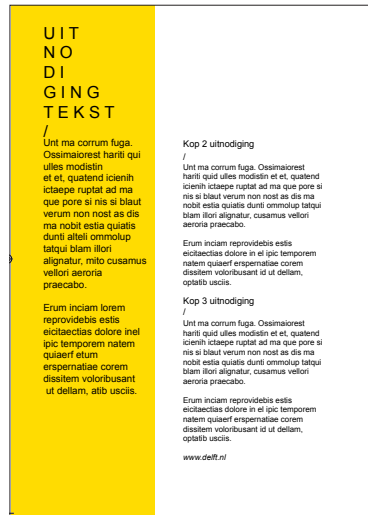 UIT
NO
DI
GING
TEKST
/
Unt ma corrum fuga.
Ossimaiorest hariti qui
ulles modistin
et et, quatend icienih
ictaepe ruptat ad ma
que pore si nis si blaut
verum non nost as dis
ma nobit estia quiatis
dunti alteli ommolup
tatqui blam illori
alignatur, mito cusamus
vellori aeroria
praecabo.
Erum inciam lorem
reprovidebis estis
eicitaectias dolore inel
ipic temporem natem
quiaerf etum
erspernatiae corem
dissitem voloribusant
ut dellam, atib usciis.
Kop 2 uitnodiging
/
Unt ma corrum fuga. Ossimaiorest
hariti quid ulles modistin et et, quatend
icienih ictaepe ruptat ad ma que pore si
nis si blaut verum non nost as dis ma
nobit estia quiatis dunti ommolup tatqui
blam illori alignatur, cusamus vellori
aeroria praecabo.
Erum inciam reprovidebis estis
eicitaectias dolore in el ipic temporem
natem quiaerf erspernatiae corem
dissitem voloribusant id ut dellam,
optatib usciis.
Kop 3 uitnodiging
/
Unt ma corrum fuga. Ossimaiorest
hariti quid ulles modistin et et, quatend
icienih ictaepe ruptat ad ma que pore si
nis si blaut verum non nost as dis ma
nobit estia quiatis dunti ommolup tatqui
blam illori alignatur, cusamus vellori
aeroria praecabo.
Erum inciam reprovidebis estis
eicitaectias dolore in el ipic temporem
natem quiaerf erspernatiae corem
dissitem voloribusant id ut dellam,
optatib usciis.
www.delft.nl